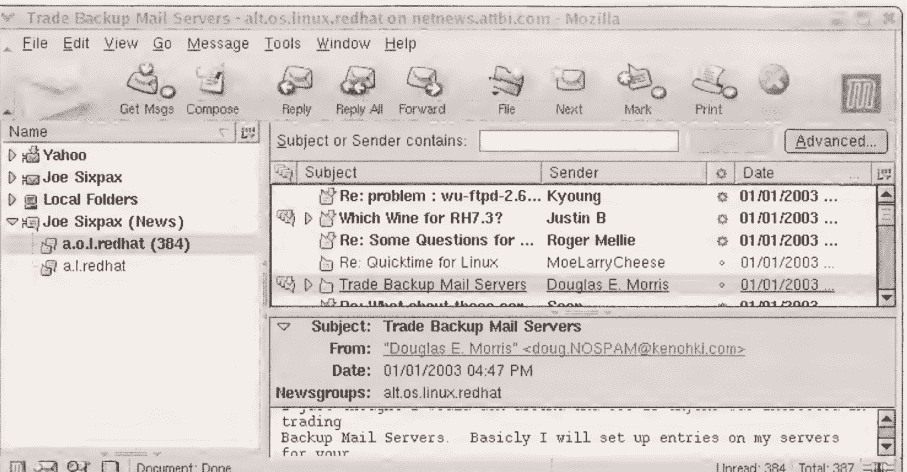 Trade Backup Mail Servers - alt.os.linux.redhat on netnews.attbi.com - Mozilla
File Edit View Go Message Tools Window Help
Get Msgs Compose Reply Reply All Forward File Next Mark Print
Name
Yahoo
Joe Sixpax
Local Folders
Joe Sixpax (News)
a.o.l.redhat (384)
a.l.redhat
Subject or Sender contains: Advanced...
Subject Sender Date
Re: problem : wu-ftpd-2.6... Kyoung 01/01/2003 ...
Which Wine for RH7.3? Justin B 01/01/2003 ...
Re: Some Questions for ... Roger Mellie 01/01/2003 ...
Re: Quicktime for Linux MoeLarryCheese 01/01/2003 ...
Trade Backup Mail Servers Douglas E. Morris 01/01/2003 ...
Subject: Trade Backup Mail Servers
From: "Douglas E. Morris" <doug.NOSPAM@kenohki.com>
Date: 01/01/2003 04:47 PM
Newsgroups: alt.os.linux.redhat
trading
Backup Mail Servers. Basicly I will set up entries on my servers
for your
Document: Done Unread: 384 Total: 387